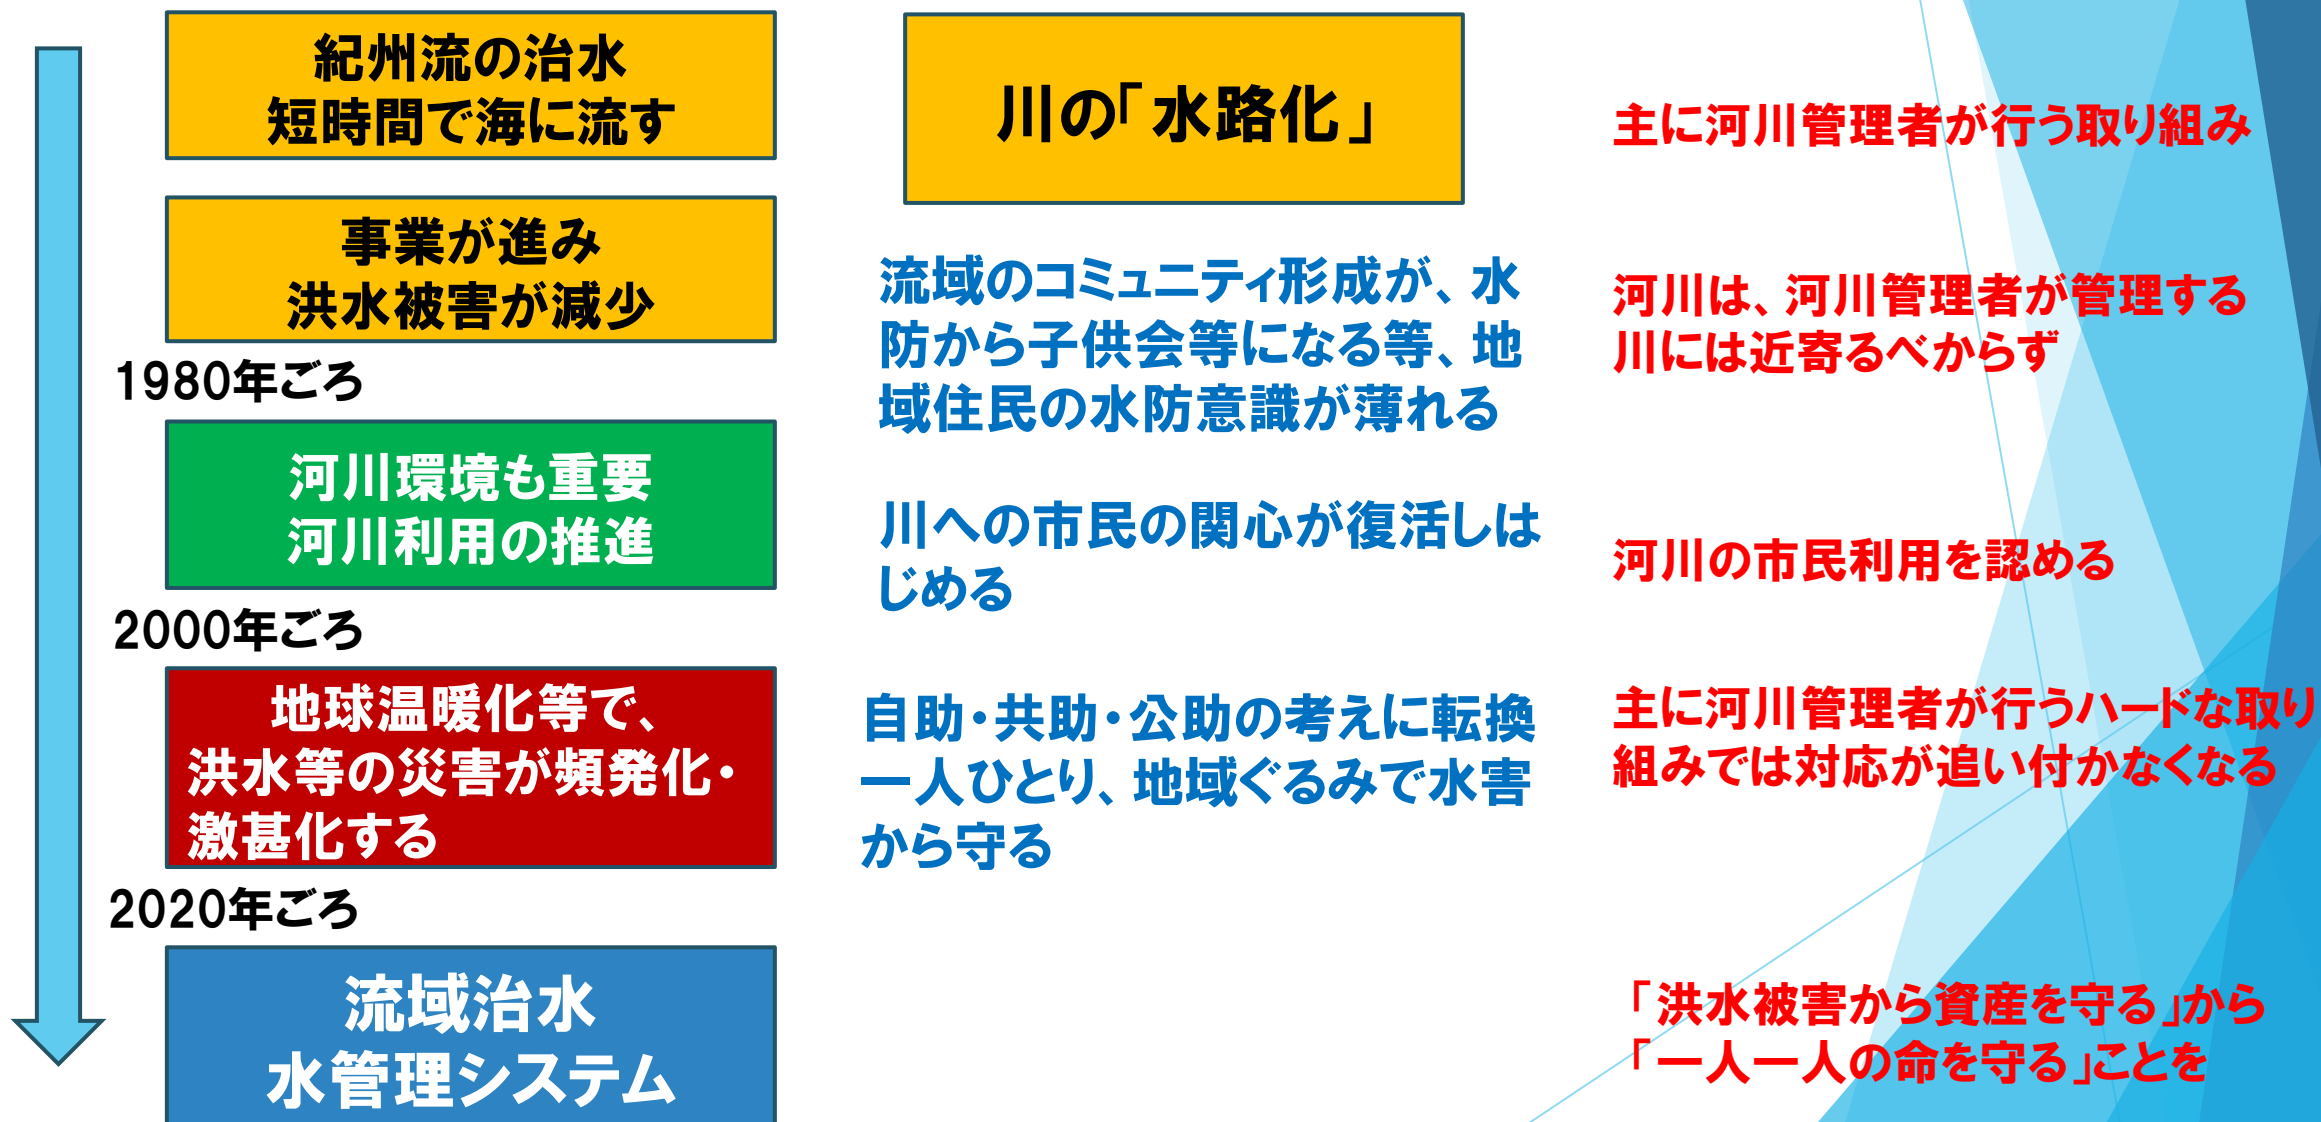 紀州流の治水
短時間で海に流す
川の「水路化」
主に河川管理者が行う取り組み
事業が進み
洪水被害が減少
流域のコミュニティ形成が、水
防から子供会等になる等、地
域住民の水防意識が薄れる
河川は、河川管理者が管理する
川には近寄るべからず
1980年ごろ
河川環境も重要
河川利用の推進
川への市民の関心が復活しは
じめる
河川の市民利用を認める
2000年ごろ
地球温暖化等で、
洪水等の災害が頻発化・
激甚化する
自助・共助・公助の考えに転換
一人ひとり、地域ぐるみで水害
から守る
主に河川管理者が行うハードな取り
組みでは対応が追い付かなくなる
2020年ごろ
流域治水
水管理システム
「洪水被害から資産を守る」から
「一人一人の命を守る」ことを